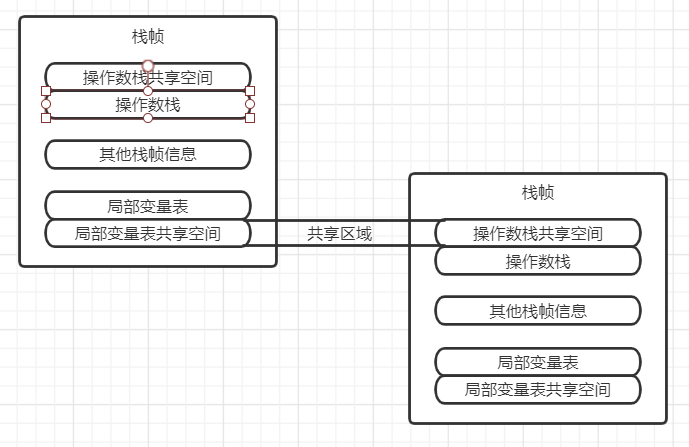 栈帧
操作数栈共享空间
操作数栈
其他栈帧信息
局部变量表
局部变量表共享空间
共享区域
栈帧
操作数栈共享空间
操作数栈
其他栈帧信息
局部变量表
局部变量表共享空间